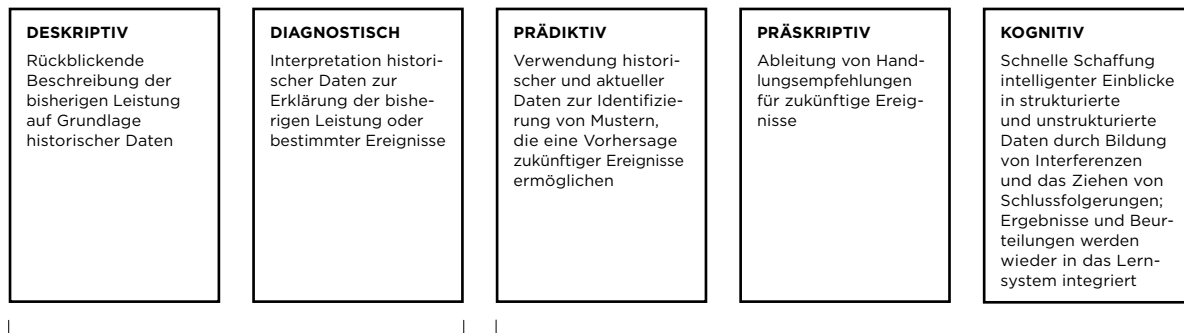 DESKRIPTIV
Rückblickende
Beschreibung der
bisherigen Leistung
auf Grundlage
historischer Daten
DIAGNOSTISCH
Interpretation histori-
scher Daten zur
Erklärung der bishe-
rigen Leistung oder
bestimmter Ereignisse
PRÄDIKTIV
Verwendung histori-
scher und aktueller
Daten zur Identifizie-
rung von Mustern,
die eine Vorhersage
zukünftiger Ereignisse
ermöglichen
PRÄSKRIPTIV
Ableitung von Hand-
lungsempfehlungen
für zukünftige Ereig-
nisse
KOGNITIV
Schnelle Schaffung
intelligenter Einblicke
in strukturierte
und unstrukturierte
Daten durch Bildung
von Interferenzen
und das Ziehen von
Schlussfolgerungen;
Ergebnisse und Beur-
teilungen werden
wieder in das Lern-
system integriert